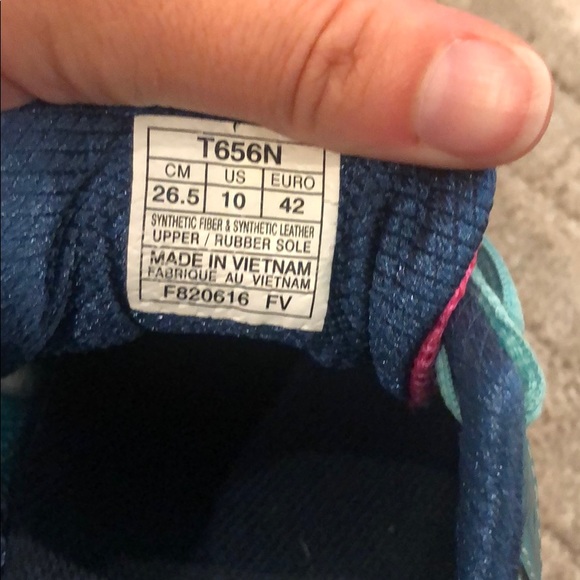 T656N
CM US EURO
26.5 10 42
SYNTHETIC FIBER & SYNTHETIC LEATHER
UPPER / RUBBER SOLE
MADE IN VIETNAM
FABRIQUE AU VIETNAM
F820616 FV